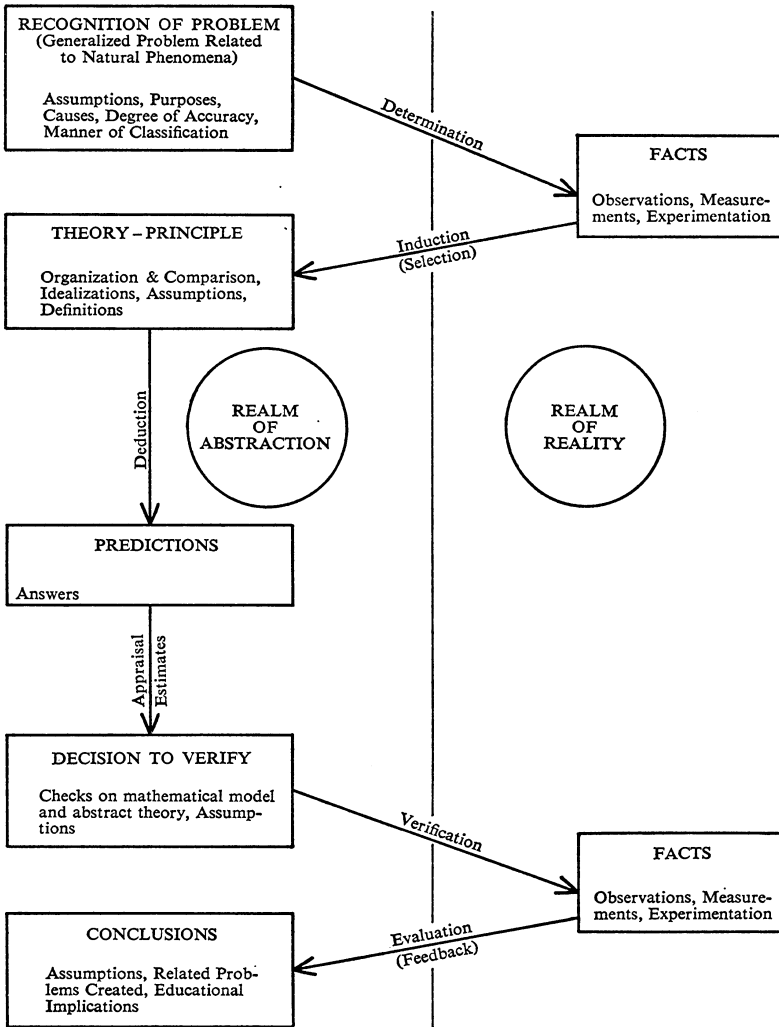 RECOGNITION OF PROBLEM
(Generalized Problem Related
to Natural Phenomena)
Assumptions, Purposes,
Causes, Degree of Accuracy,
Manner of Classification
Determination
FACTS
Observations, Measure-
ments, Experimentation
THEORY – PRINCIPLE
Organization & Comparison,
Idealizations, Assumptions,
Definitions
Induction
(Selection)
Deduction
REALM
OF
ABSTRACTION
REALM
OF
REALITY
PREDICTIONS
Answers
Appraisal
Estimates
DECISION TO VERIFY
Checks on mathematical model
and abstract theory, Assump-
tions
Verification
FACTS
Observations, Measure-
ments, Experimentation
CONCLUSIONS
Assumptions, Related Prob-
lems Created, Educational
Implications
Evaluation
(Feedback)